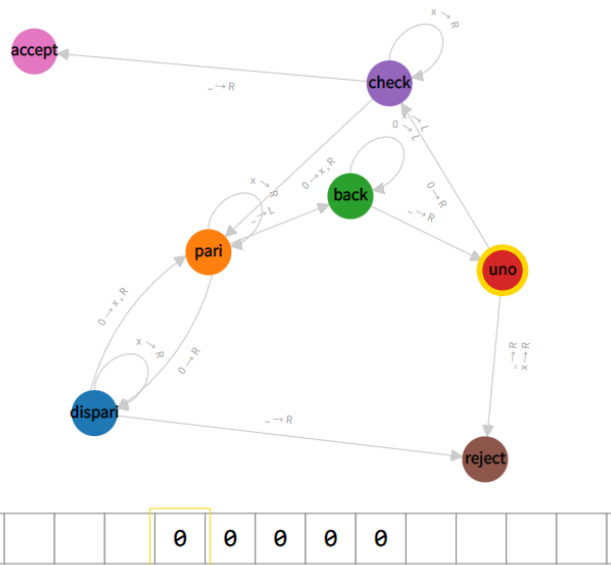 x → R
accept
check
␣ → R
x → L
0 → L
0 → x, R
back
x → R
␣ → L
0 → R
␣ → R
pari
uno
0 → x, R
x → R
0 → R
␣ → R
x → R
dispari
␣ → R
reject
0 0 0 0 0